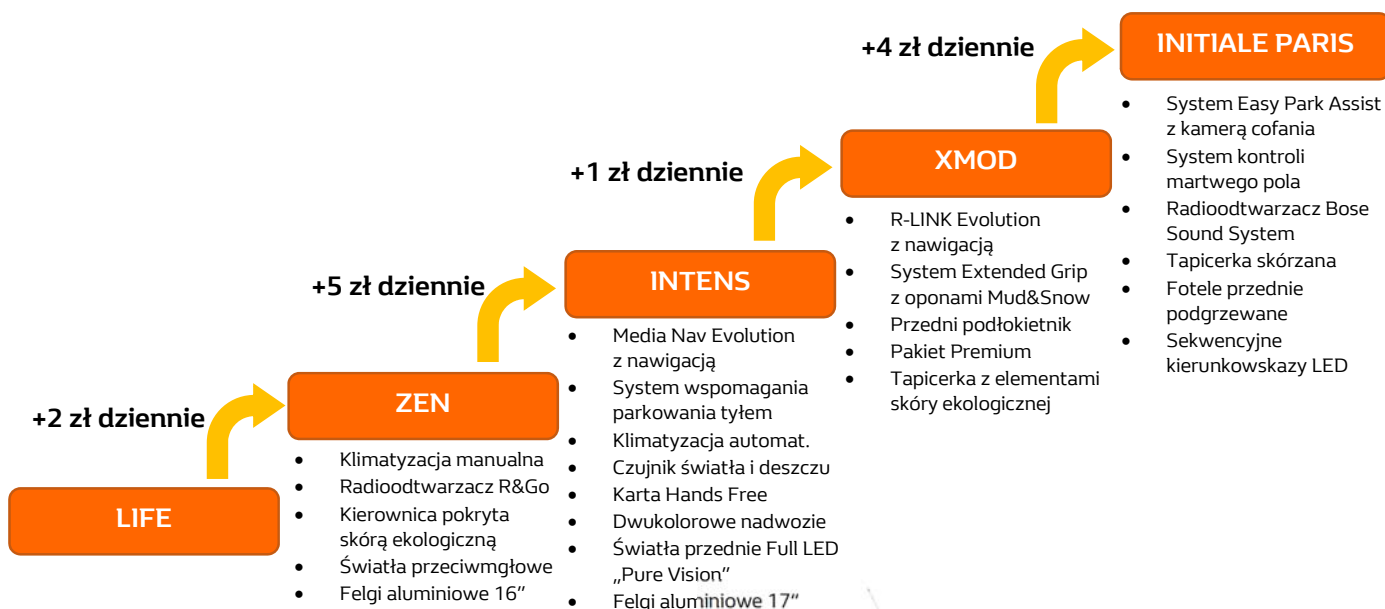 LIFE
+2 zł dziennie
ZEN
• Klimatyzacja manualna
• Radioodtwarzacz R&Go
• Kierownica pokryta
skórą ekologiczną
• Światła przeciwmgłowe
• Felgi aluminiowe 16”
+5 zł dziennie
INTENS
• Media Nav Evolution
z nawigacją
• System wspomagania
parkowania tyłem
• Klimatyzacja automat.
• Czujnik światła i deszczu
• Karta Hands Free
• Dwukolorowe nadwozie
• Światła przednie Full LED
„Pure Vision”
• Felgi aluminiowe 17”
+1 zł dziennie
XMOD
• R-LINK Evolution
z nawigacją
• System Extended Grip
z oponami Mud&Snow
• Przedni podłokietnik
• Pakiet Premium
• Tapicerka z elementami
skóry ekologicznej
+4 zł dziennie
INITIALE PARIS
• System Easy Park Assist
z kamerą cofania
• System kontroli
martwego pola
• Radioodtwarzacz Bose
Sound System
• Tapicerka skórzana
• Fotele przednie
podgrzewane
• Sekwencyjne
kierunkowskazy LED